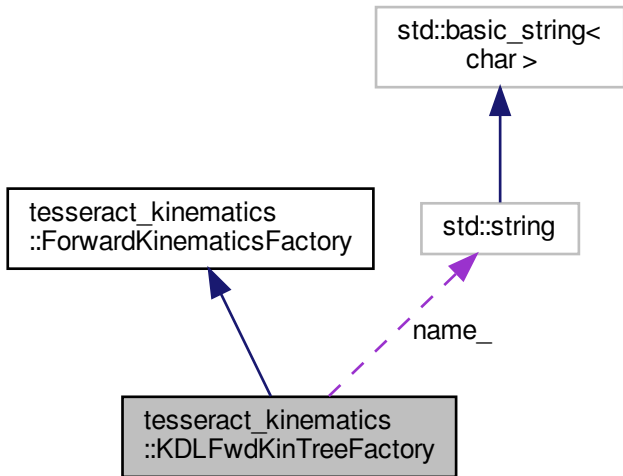 std::basic_string<
char >
tesseract_kinematics
::ForwardKinematicsFactory
std::string
name_
tesseract_kinematics
::KDLFwdKinTreeFactory